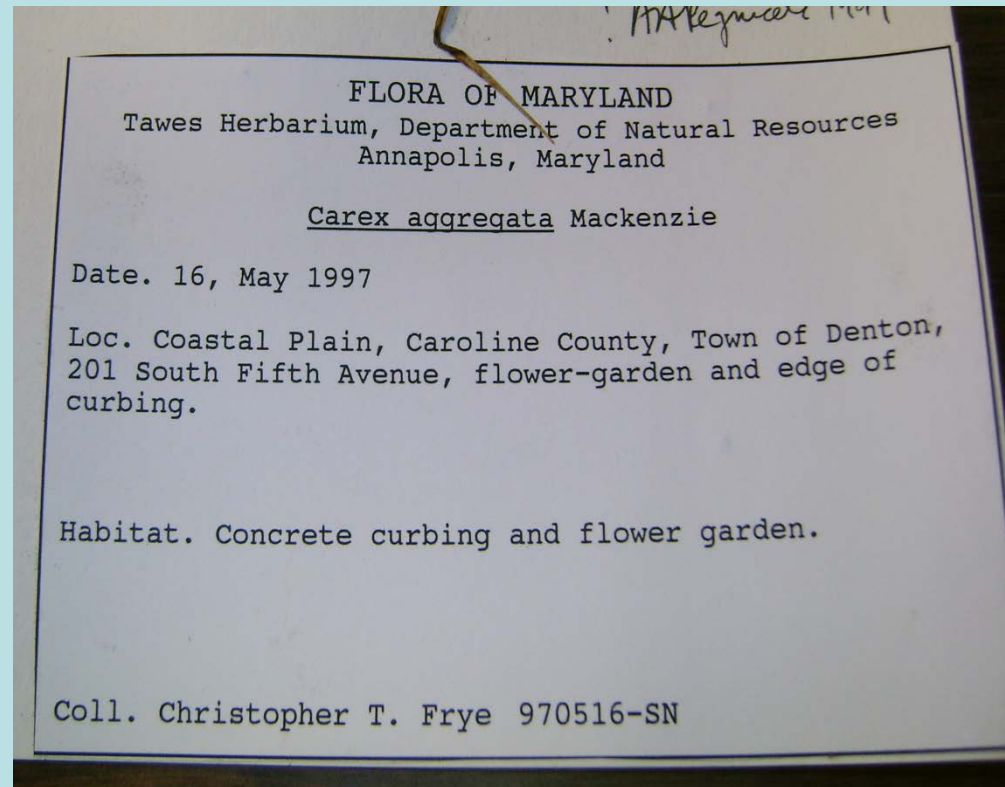 FLORA OF MARYLAND
Tawes Herbarium, Department of Natural Resources
Annapolis, Maryland
Carex aggregata Mackenzie
Date. 16, May 1997
Loc. Coastal Plain, Caroline County, Town of Denton,
201 South Fifth Avenue, flower-garden and edge of
curbing.
Habitat. Concrete curbing and flower garden.
Coll. Christopher T. Frye 970516-SN